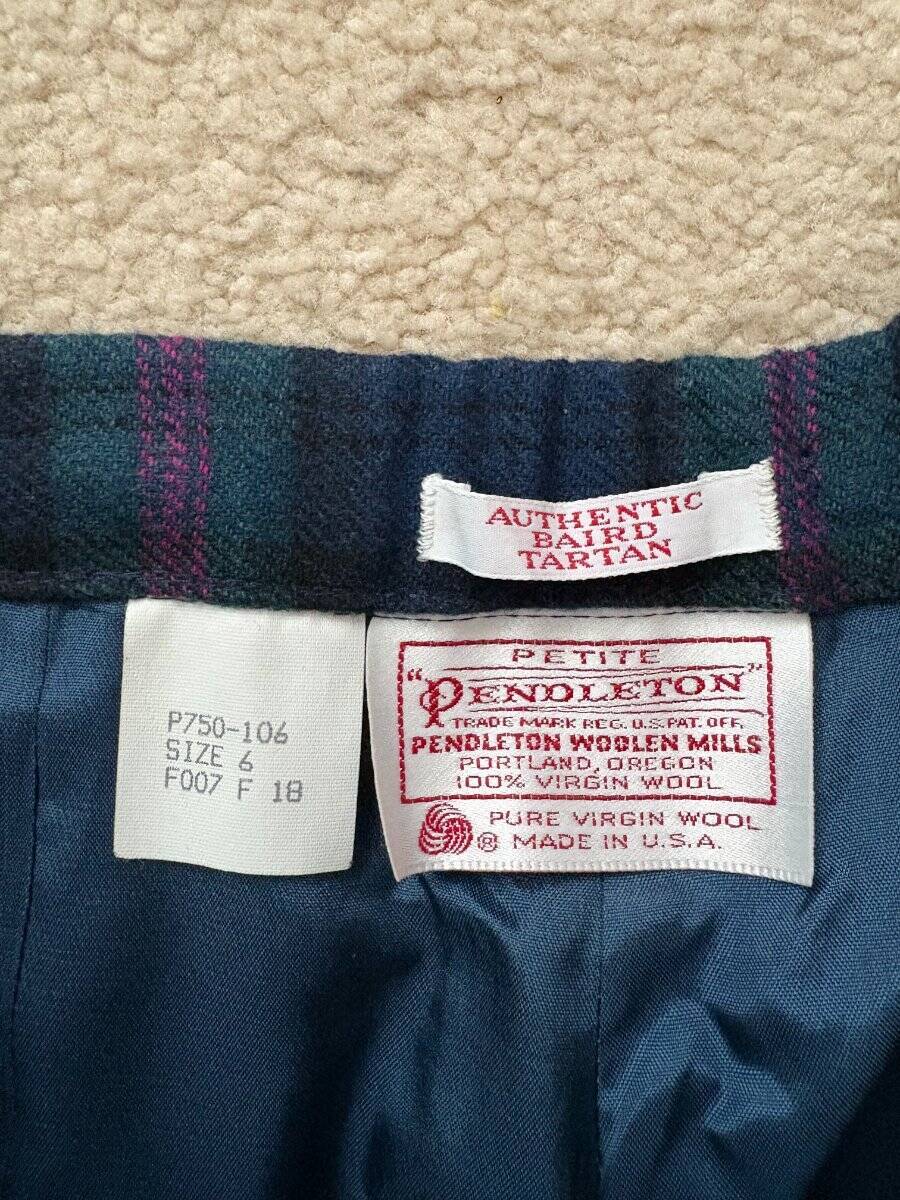 AUTHENTIC
BAIRD
TARTAN
P750-106
SIZE 6
F007 F 18
PETITE
"PENDLETON"
TRADE MARK REG. U.S. PAT. OFF.
PENDLETON WOOLEN MILLS
PORTLAND, OREGON
100% VIRGIN WOOL
PURE VIRGIN WOOL
® MADE IN U.S.A.